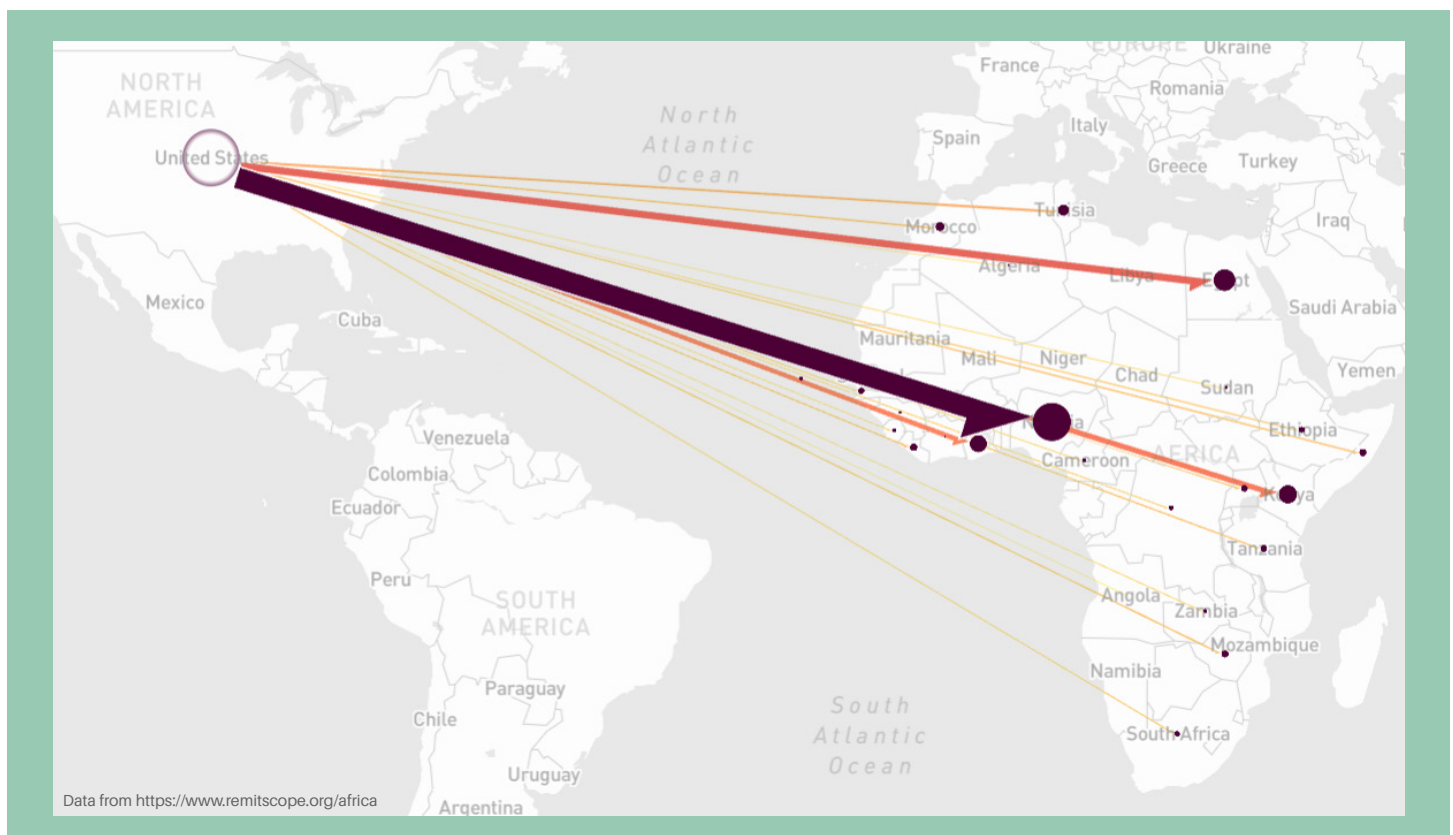 EUROPE
Ukraine
France
NORTH
AMERICA
Romania
North
Atlantic
Ocean
Italy
Spain
United States
Greece
Turkey
Tunisia
Iraq
Morocco
Algeria
Libya
Egypt
Mexico
Saudi Arabia
Cuba
Mauritania
Mali
Niger
Chad
Sudan
Yemen
Venezuela
Ethiopia
Cameroon
AFRICA
Colombia
Kenya
Ecuador
Tanzania
Peru
SOUTH
AMERICA
Angola
Zambia
Mozambique
Namibia
Paraguay
South
Atlantic
Ocean
Chile
South Africa
Uruguay
Data from https://www.remitscope.org/africa
Argentina